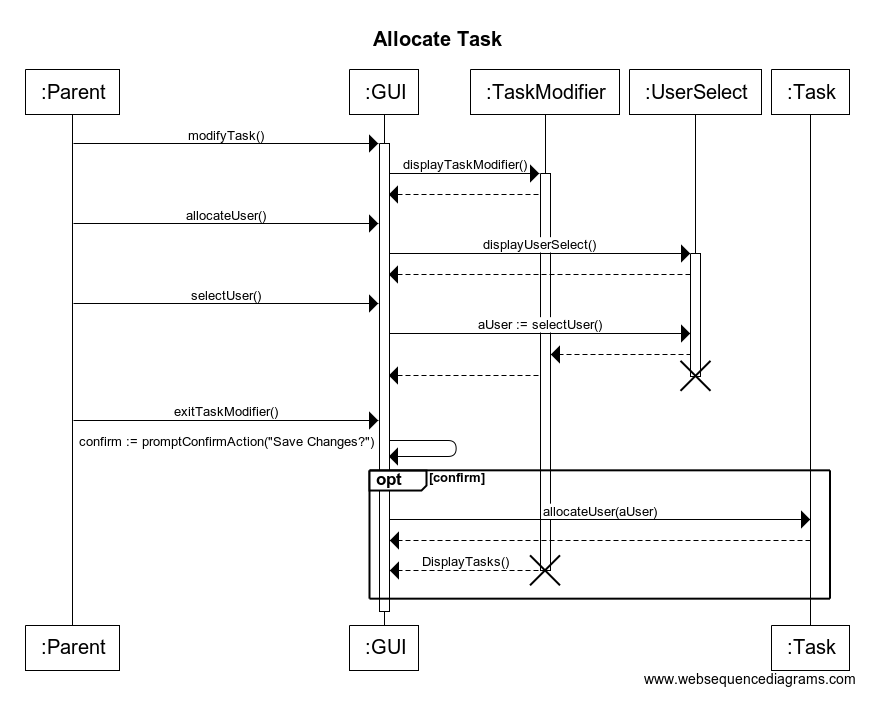 Allocate Task
:Parent
:GUI
:TaskModifier
:UserSelect
:Task
modifyTask()
displayTaskModifier()
allocateUser()
displayUserSelect()
selectUser()
aUser := selectUser()
exitTaskModifier()
confirm := promptConfirmAction("Save Changes?")
opt
[confirm]
allocateUser(aUser)
DisplayTasks()
:Parent
:GUI
:Task
www.websequencediagrams.com